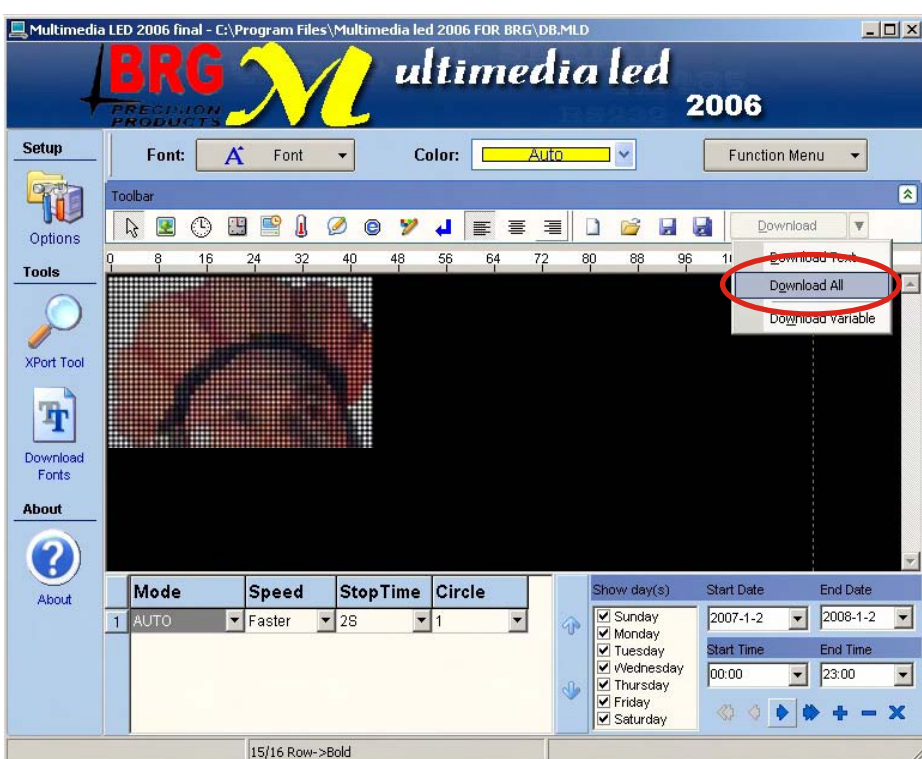 Multimedia LED 2006 final - C:\Program Files\Multimedia led 2006 FOR BRG\DB.MLD
BRG
PRECISION
PRODUCTS
Multimedia led
2006
Setup
Options
Tools
XPort Tool
Download
Fonts
About
About
Font: A Font
Color: Auto
Function Menu
Toolbar
Download
Download Text
Download All
Download Variable
0 8 16 24 32 40 48 56 64 72 80 88 96
Mode Speed StopTime Circle
1 AUTO Faster 2S 1
Show day(s)
Sunday
Monday
Tuesday
Wednesday
Thursday
Friday
Saturday
Start Date End Date
2007-1-2 2008-1-2
Start Time End Time
00:00 23:00
15/16 Row->Bold